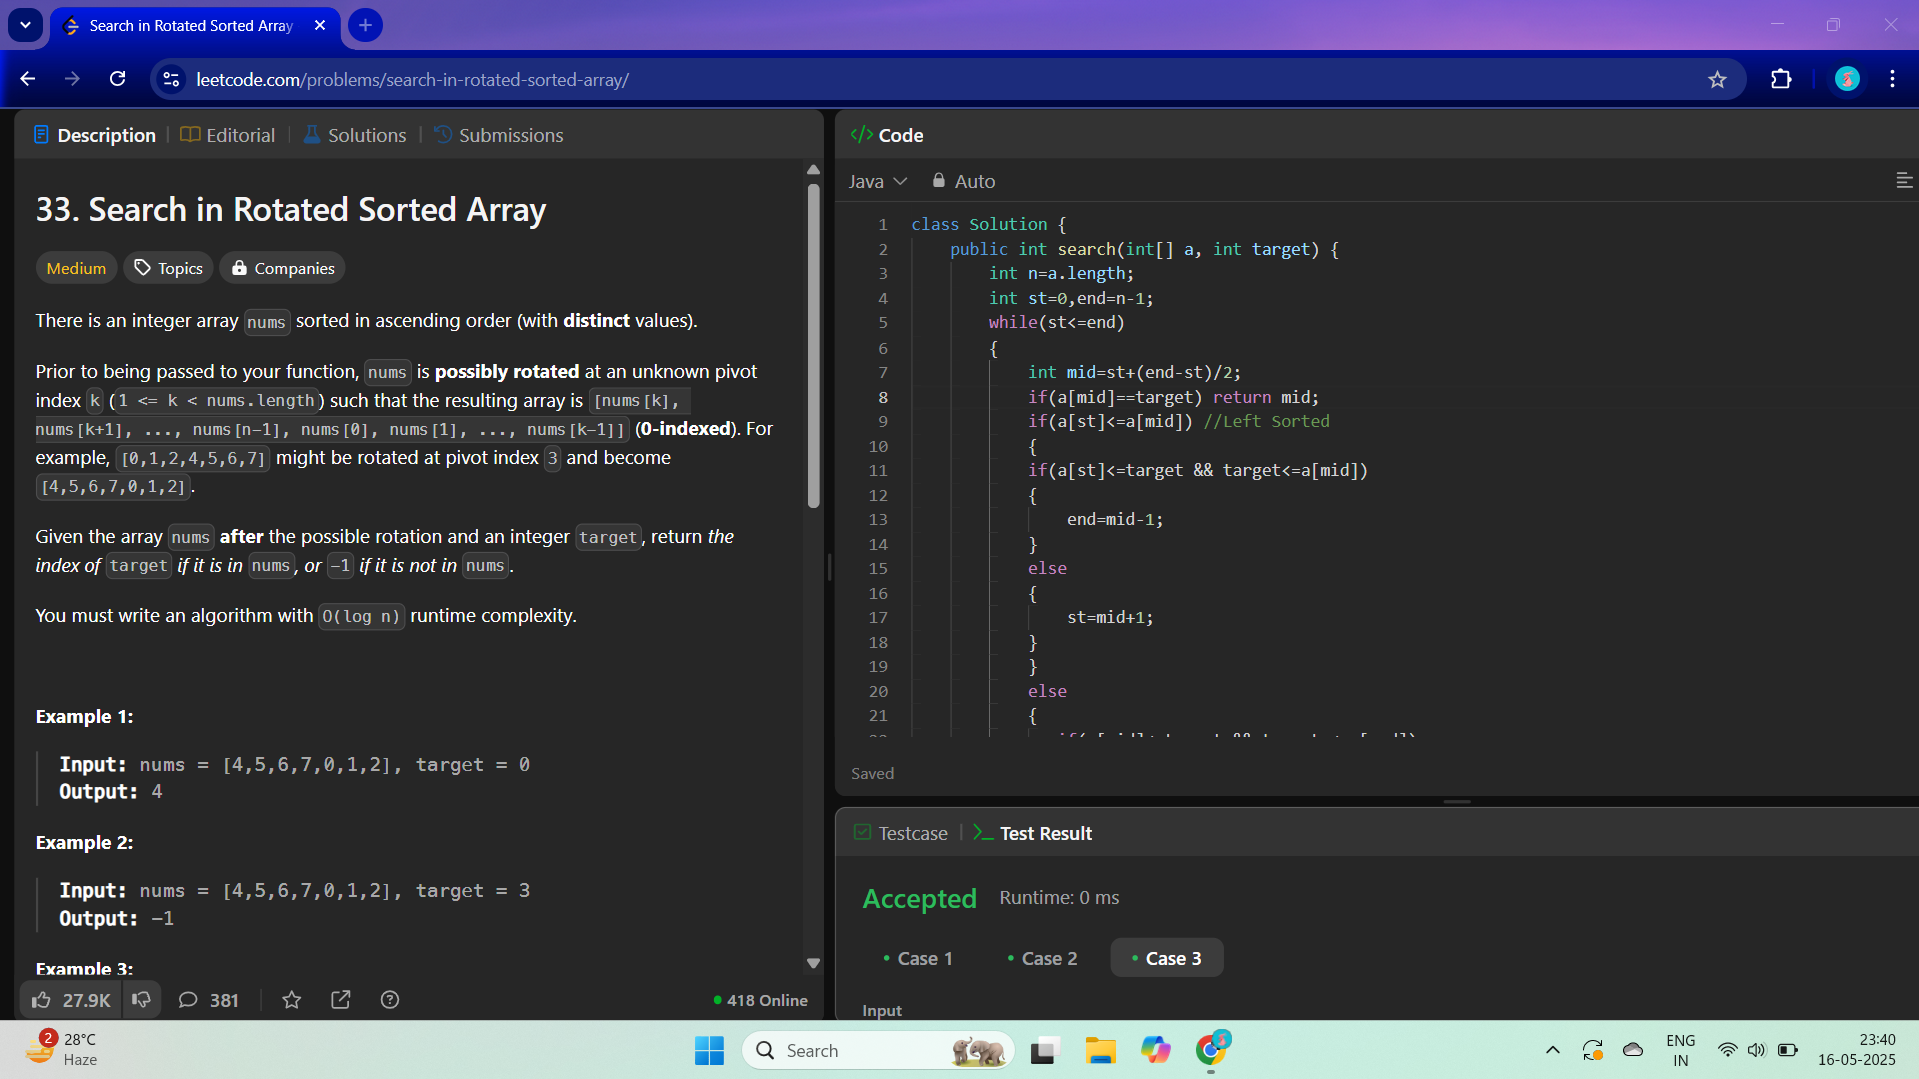 Search in Rotated Sorted Array
leetcode.com/problems/search-in-rotated-sorted-array/
Description
Editorial
Solutions
Submissions
33. Search in Rotated Sorted Array
Medium
Topics
Companies
There is an integer array nums sorted in ascending order (with distinct values).
Prior to being passed to your function, nums is possibly rotated at an unknown pivot
index k (1 <= k < nums.length) such that the resulting array is [nums[k],
nums[k+1], ..., nums[n-1], nums[0], nums[1], ..., nums[k-1]] (0-indexed). For
example, [0,1,2,4,5,6,7] might be rotated at pivot index 3 and become
[4,5,6,7,0,1,2].
Given the array nums after the possible rotation and an integer target, return the
index of target if it is in nums, or -1 if it is not in nums.
You must write an algorithm with O(log n) runtime complexity.
Example 1:
Input: nums = [4,5,6,7,0,1,2], target = 0
Output: 4
Example 2:
Input: nums = [4,5,6,7,0,1,2], target = 3
Output: -1
Example 3:
27.9K
381
418 Online
Code
Java
Auto
1 class Solution {
2 public int search(int[] a, int target) {
3 int n=a.length;
4 int st=0,end=n-1;
5 while(st<=end)
6 {
7 int mid=st+(end-st)/2;
8 if(a[mid]==target) return mid;
9 if(a[st]<=a[mid]) //Left Sorted
10 {
11 if(a[st]<=target && target<=a[mid])
12 {
13 end=mid-1;
14 }
15 else
16 {
17 st=mid+1;
18 }
19 }
20 else
21 {
Saved
Testcase
Test Result
Accepted
Runtime: 0 ms
Case 1
Case 2
Case 3
Input
2
28°C
Haze
Search
ENG
IN
23:40
16-05-2025